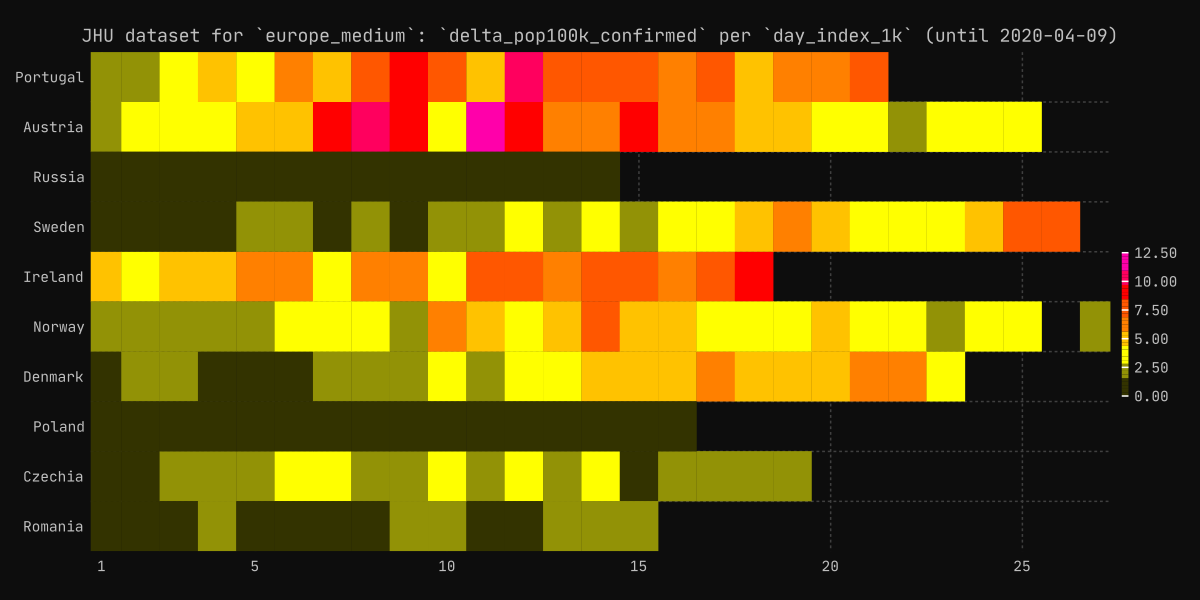 JHU dataset for `europe_medium`: `delta_pop100k_confirmed` per `day_index_1k` (until 2020-04-09)
Portugal
Austria
Russia
Sweden
Ireland
Norway
Denmark
Poland
Czechia
Romania
1 5 10 15 20 25
12.50
10.00
7.50
5.00
2.50
0.00